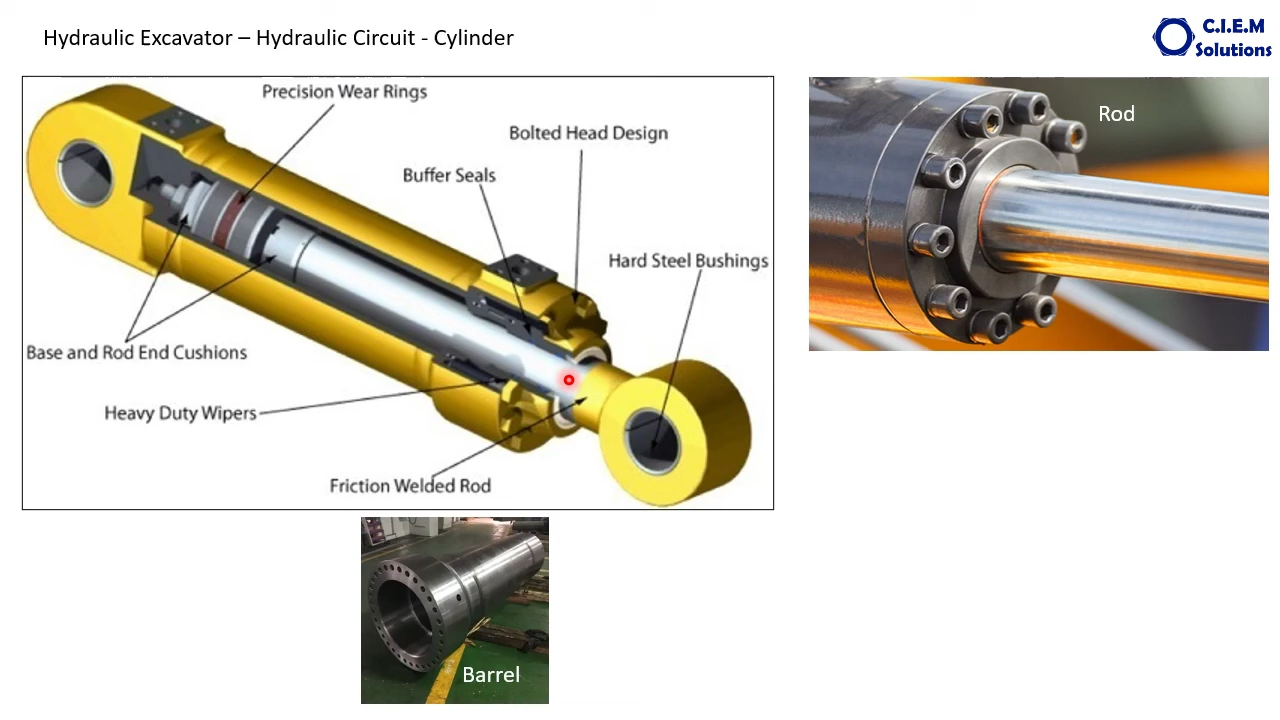 Hydraulic Excavator – Hydraulic Circuit - Cylinder
C.I.E.M
Solutions
Precision Wear Rings
Bolted Head Design
Buffer Seals
Hard Steel Bushings
Base and Rod End Cushions
Heavy Duty Wipers
Friction Welded Rod
Rod
Barrel